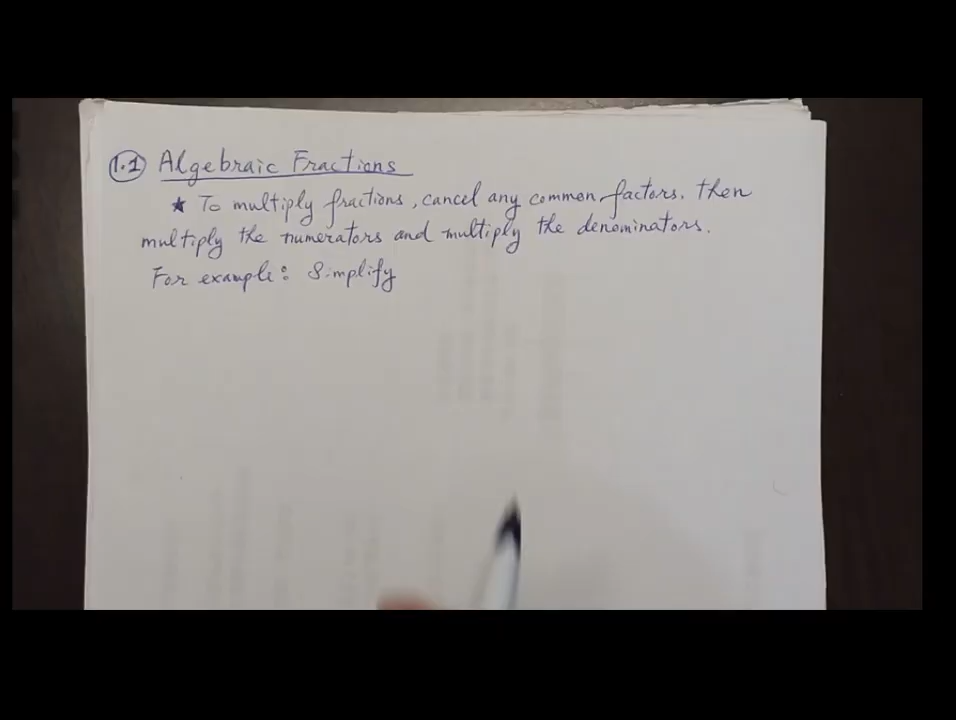 1.1 Algebraic Fractions
★ To multiply fractions, cancel any common factors. then
multiply the numerators and multiply the denominators.
For example: Simplify